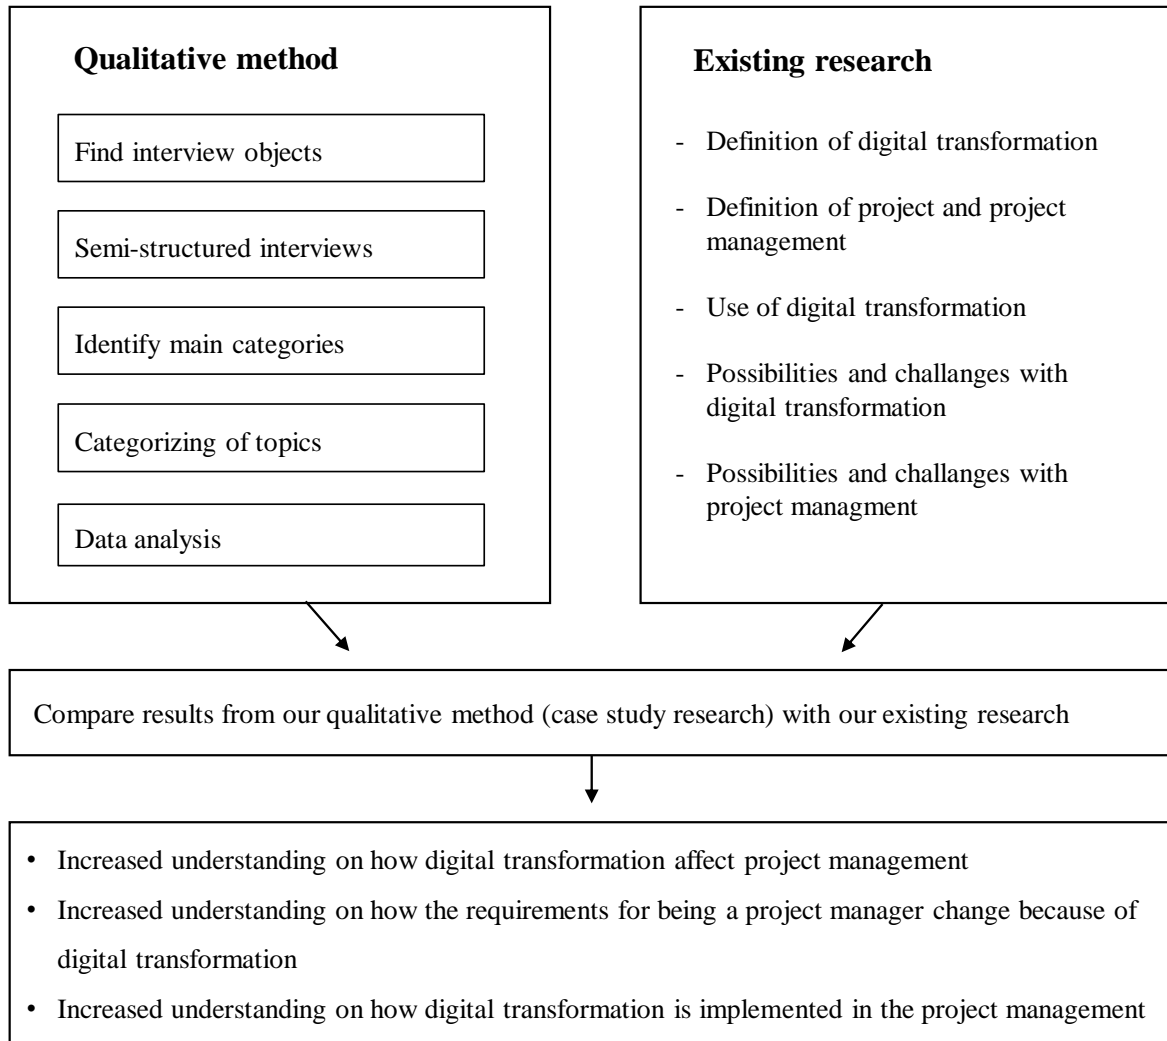 Qualitative method
Find interview objects
Semi-structured interviews
Identify main categories
Categorizing of topics
Data analysis
Existing research
- Definition of digital transformation
- Definition of project and project
management
- Use of digital transformation
- Possibilities and challanges with
digital transformation
- Possibilities and challanges with
project managment
Compare results from our qualitative method (case study research) with our existing research
• Increased understanding on how digital transformation affect project management
• Increased understanding on how the requirements for being a project manager change because of
digital transformation
• Increased understanding on how digital transformation is implemented in the project management